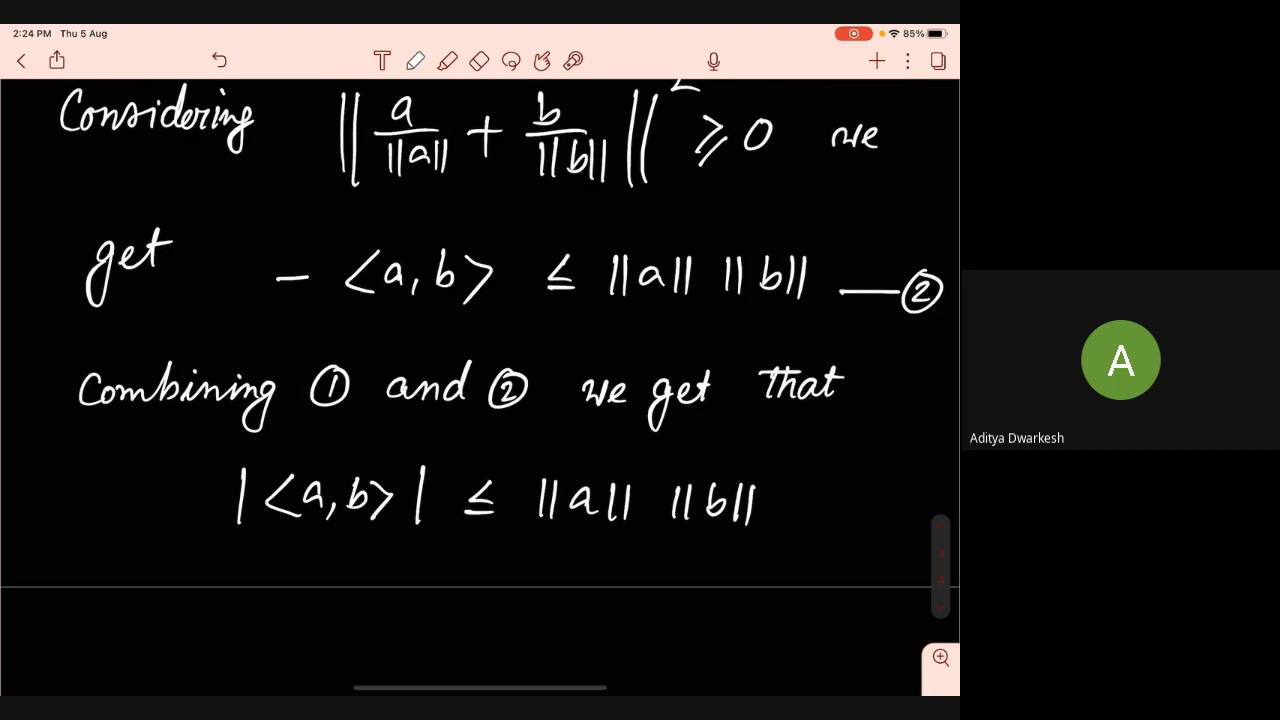 2:24 PM Thu 5 Aug
85%
Considering || a/||a|| + b/||b|| ||² ⩾ 0 we
get - <a, b> ≤ ||a|| ||b|| —②
Combining ① and ② we get that
|<a, b>| ≤ ||a|| ||b||
A
Aditya Dwarkesh